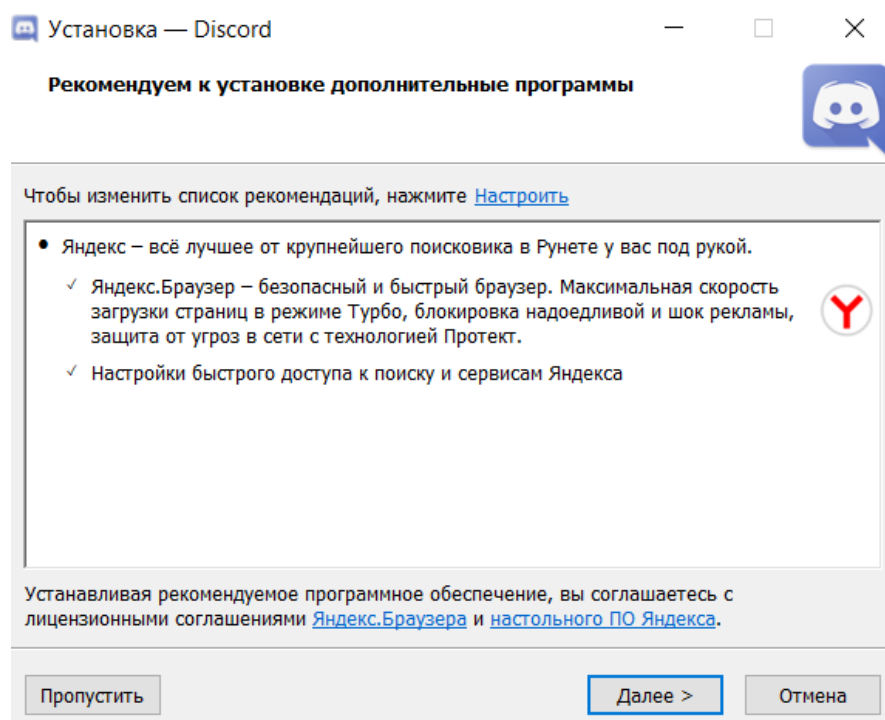 Установка — Discord
Рекомендуем к установке дополнительные программы
Чтобы изменить список рекомендаций, нажмите Настроить
• Яндекс – всё лучшее от крупнейшего поисковика в Рунете у вас под рукой.
✓ Яндекс.Браузер – безопасный и быстрый браузер. Максимальная скорость
загрузки страниц в режиме Турбо, блокировка надоедливой и шок рекламы,
защита от угроз в сети с технологией Протект.
✓ Настройки быстрого доступа к поиску и сервисам Яндекса
Устанавливая рекомендуемое программное обеспечение, вы соглашаетесь с
лицензионными соглашениями Яндекс.Браузера и настольного ПО Яндекса.
Пропустить
Далее >
Отмена